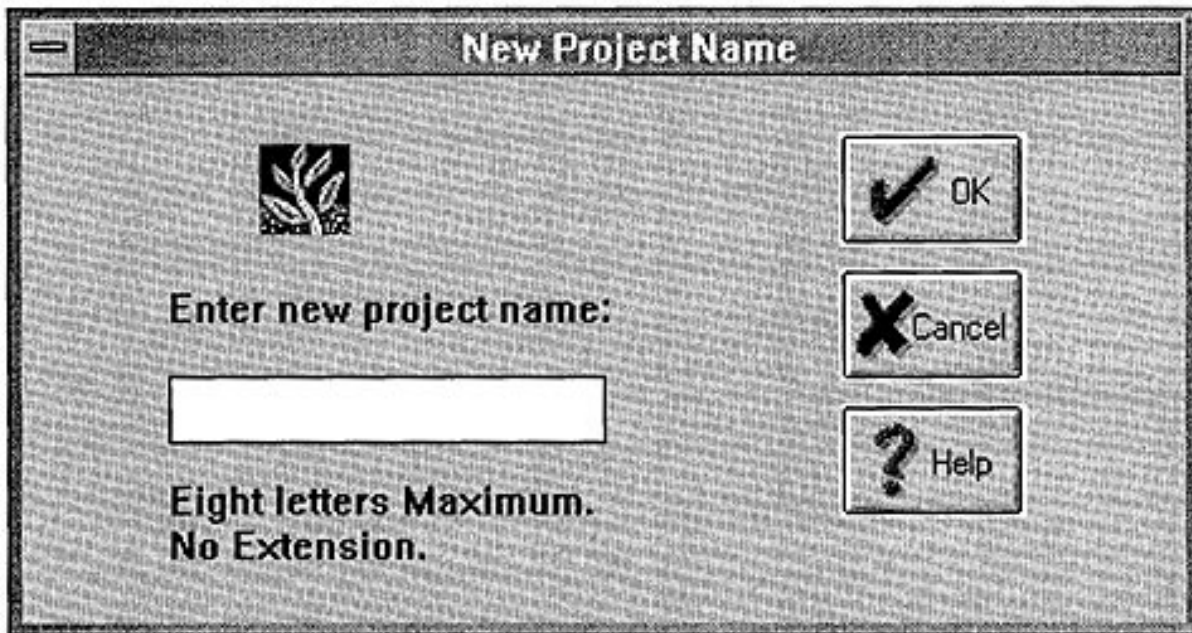 New Project Name
OK
Enter new project name:
Cancel
Help
Eight letters Maximum.
No Extension.